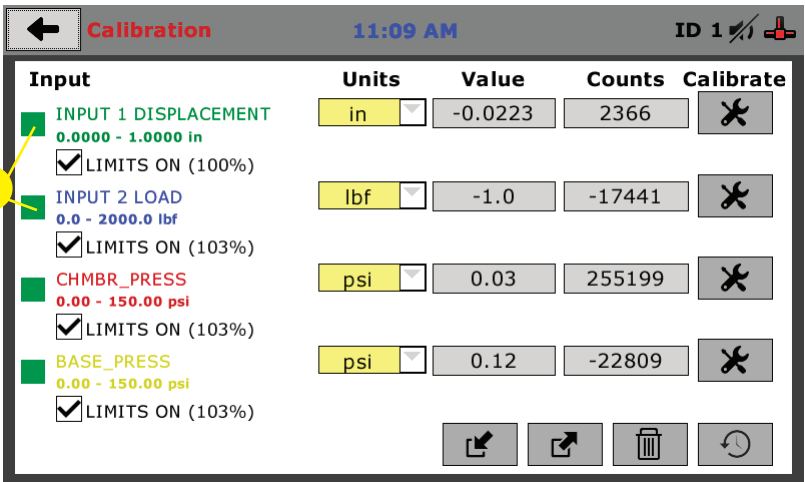 Calibration 11:09 AM ID 1
Input Units Value Counts Calibrate
INPUT 1 DISPLACEMENT in -0.0223 2366
0.0000 - 1.0000 in
LIMITS ON (100%)
INPUT 2 LOAD lbf -1.0 -17441
0.0 - 2000.0 lbf
LIMITS ON (103%)
CHMBR_PRESS psi 0.03 255199
0.00 - 150.00 psi
LIMITS ON (103%)
BASE_PRESS psi 0.12 -22809
0.00 - 150.00 psi
LIMITS ON (103%)